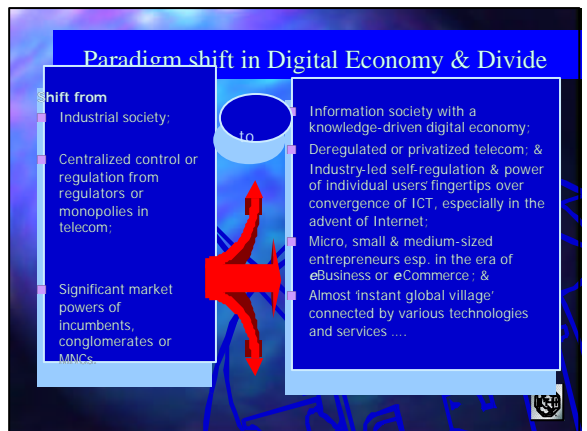 Paradigm shift in Digital Economy & Divide
Shift from
Industrial society;
Centralized control or
regulation from
regulators or
monopolies in
telecom;
Significant market
powers of
incumbents,
conglomerates or
MNCs.
to
Information society with a
knowledge-driven digital economy;
Deregulated or privatized telecom; &
Industry-led self-regulation & power
of individual users' fingertips over
convergence of ICT, especially in the
advent of Internet;
Micro, small & medium-sized
entrepreneurs esp. in the era of
eBusiness or eCommerce; &
Almost 'instant global village'
connected by various technologies
and services ....